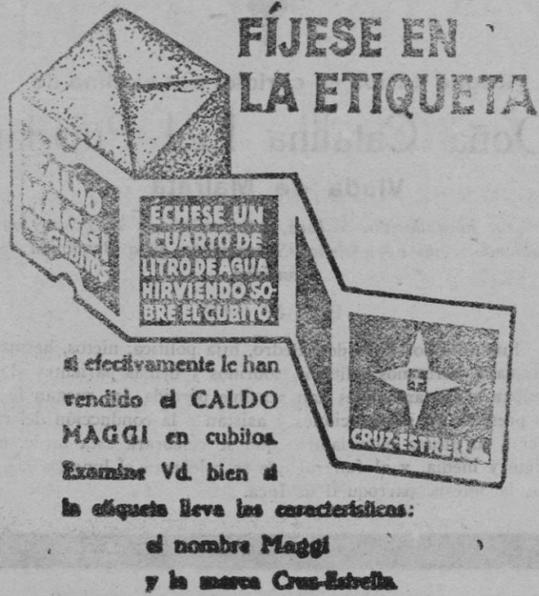 FÍJESE EN
LA ETIQUETA
CALDO
MAGGI
EN CUBITOS
ÉCHESE UN
CUARTO DE
LITRO DE AGUA
HIRVIENDO SO-
BRE EL CUBITO
CRUZ-ESTRELLA
si efectivamente le han
vendido el CALDO
MAGGI en cubitos.
Examine Vd. bien si
la etiqueta lleva las características:
el nombre Maggi
y la marca Cruz-Estrella.